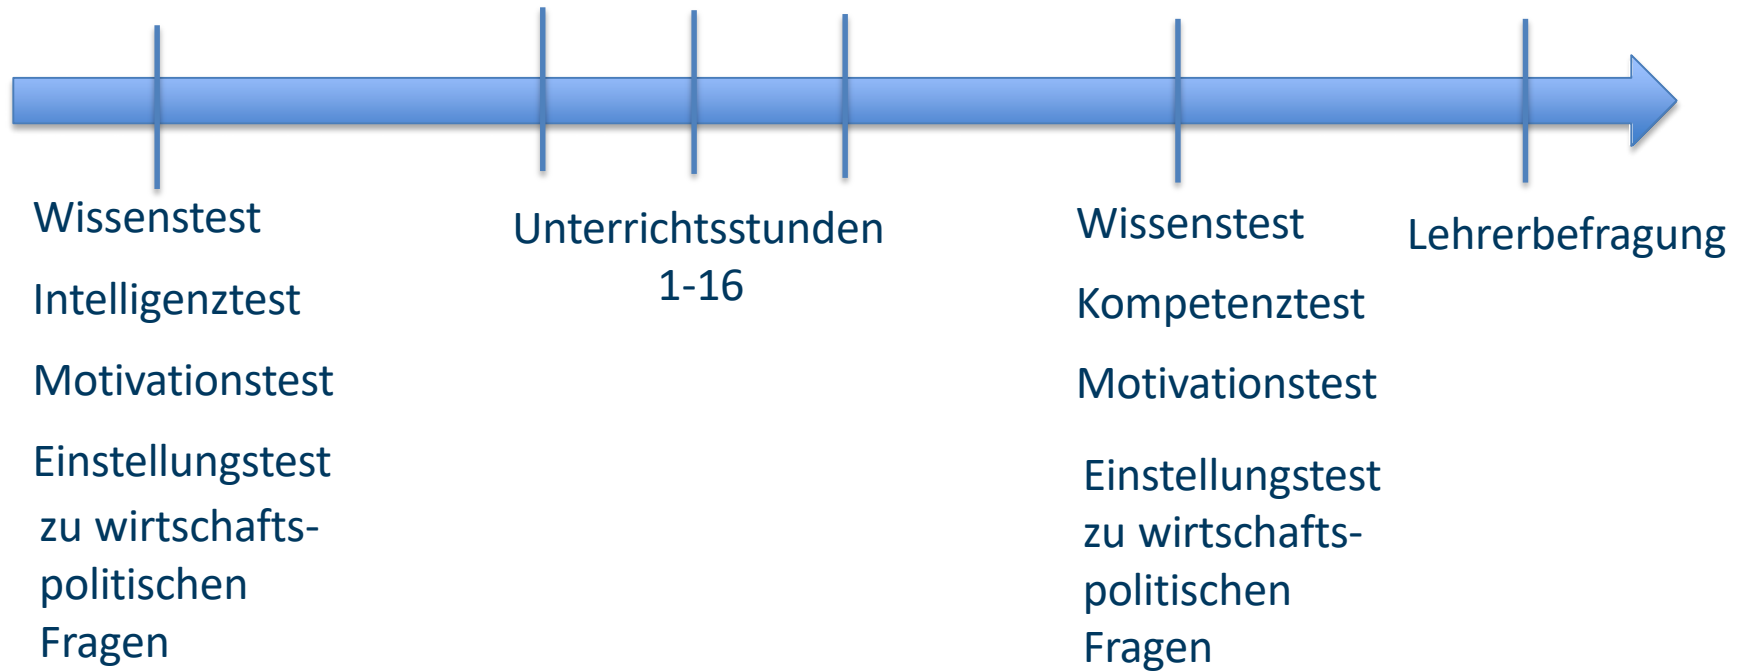 Wissenstest
Intelligenztest
Motivationstest
Einstellungstest
zu wirtschafts-
politischen
Fragen
Unterrichtsstunden
1-16
Wissenstest
Kompetenztest
Motivationstest
Einstellungstest
zu wirtschafts-
politischen
Fragen
Lehrerbefragung